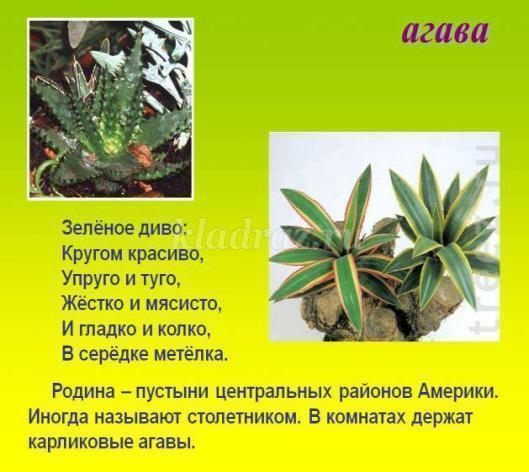 агава
Зелёное диво:
Кругом красиво,
Упруго и туго,
Жёстко и мясисто,
И гладко и колко,
В серёдке метёлка.
Родина – пустыни центральных районов Америки.
Иногда называют столетником. В комнатах держат
карликовые агавы.